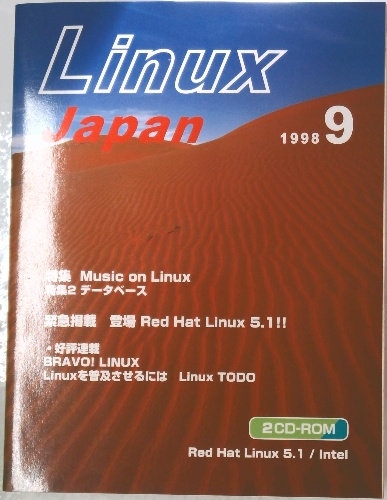 Linux
Japan
1998 9
特集 Music on Linux
特集2 データベース
緊急掲載 登場 Red Hat Linux 5.1!!
・好評連載
BRAVO! LINUX
Linuxを普及させるには Linux TODO
2CD-ROM
Red Hat Linux 5.1 / Intel